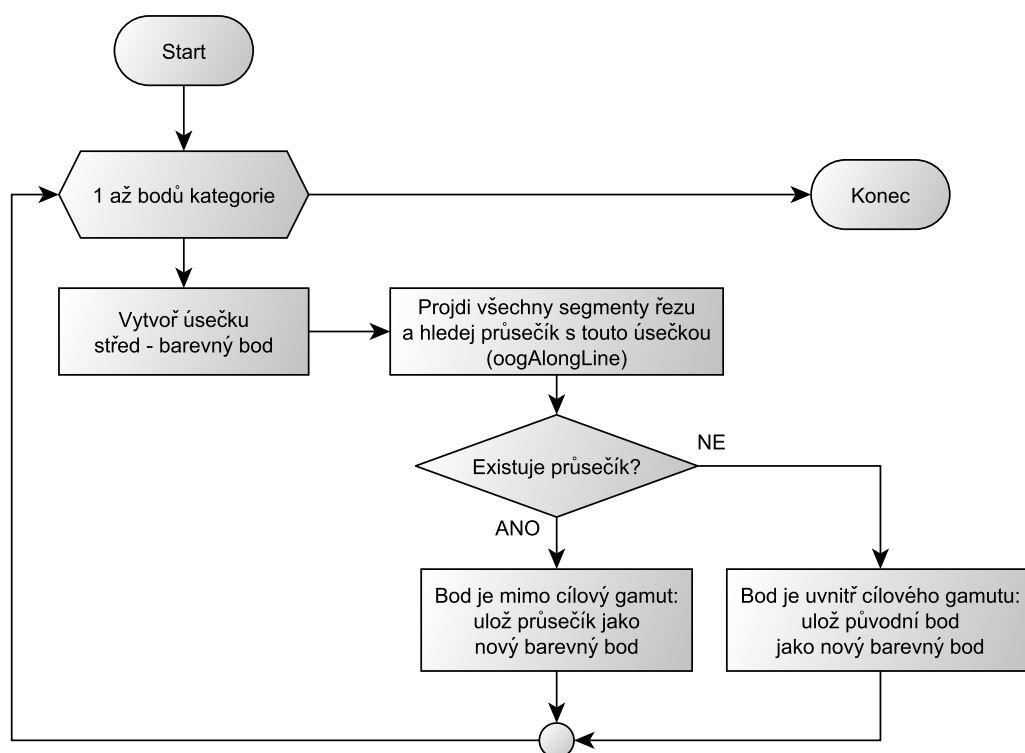 Start
1 až bodů kategorie
Konec
Vytvoř úsečku
střed - barevný bod
Projdi všechny segmenty řezu
a hledej průsečík s touto úsečkou
(oogAlongLine)
Existuje průsečík?
NE
ANO
Bod je mimo cílový gamut:
ulož průsečík jako
nový barevný bod
Bod je uvnitř cílového gamutu:
ulož původní bod
jako nový barevný bod